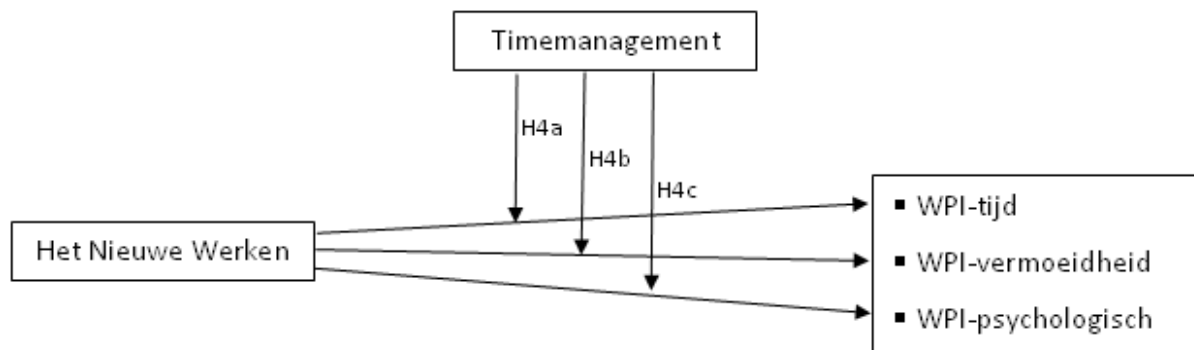 Timemanagement
H4a
H4b
H4c
Het Nieuwe Werken
▪ WPI-tijd
▪ WPI-vermoeidheid
▪ WPI-psychologisch